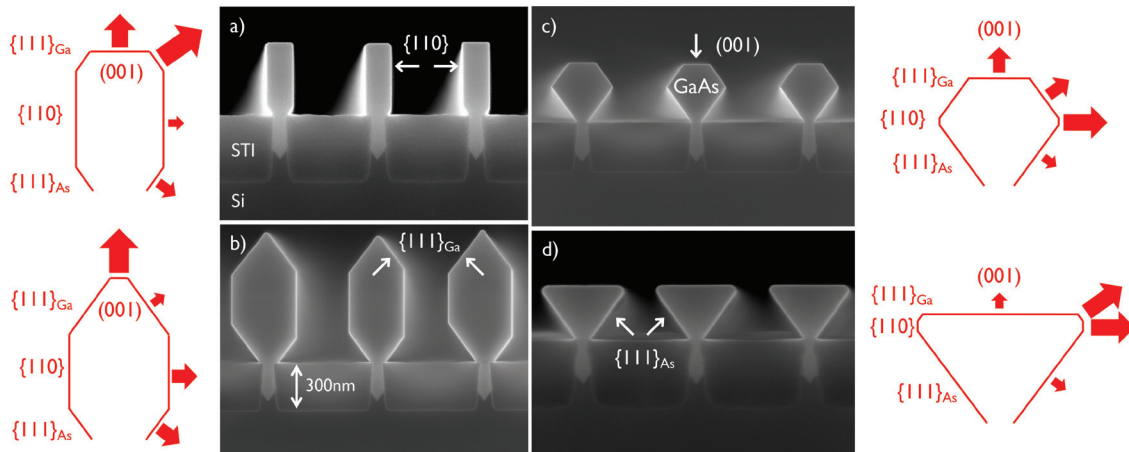 {111}Ga
(001)
{110}
{111}As
a)
{110}
STI
Si
c)
(001)
GaAs
(001)
{111}Ga
{110}
{111}As
{111}Ga
(001)
{110}
{111}As
b)
{111}Ga
300nm
d)
{111}As
(001)
{111}Ga
{110}
{111}As